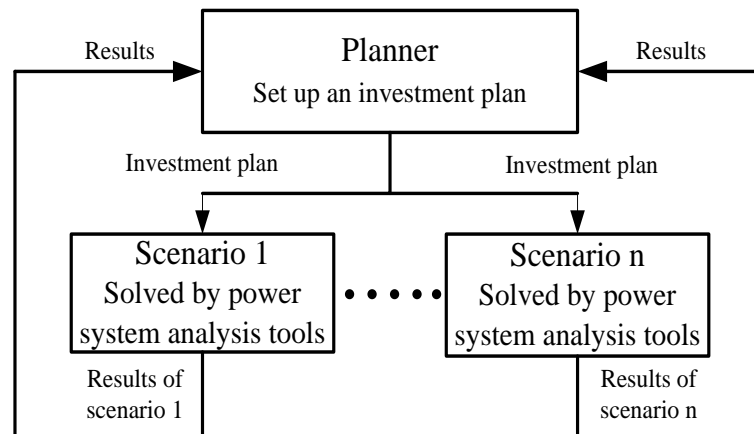 Results
Planner
Set up an investment plan
Results
Investment plan
Investment plan
Scenario 1
Solved by power
system analysis tools
Scenario n
Solved by power
system analysis tools
Results of
scenario 1
Results of
scenario n